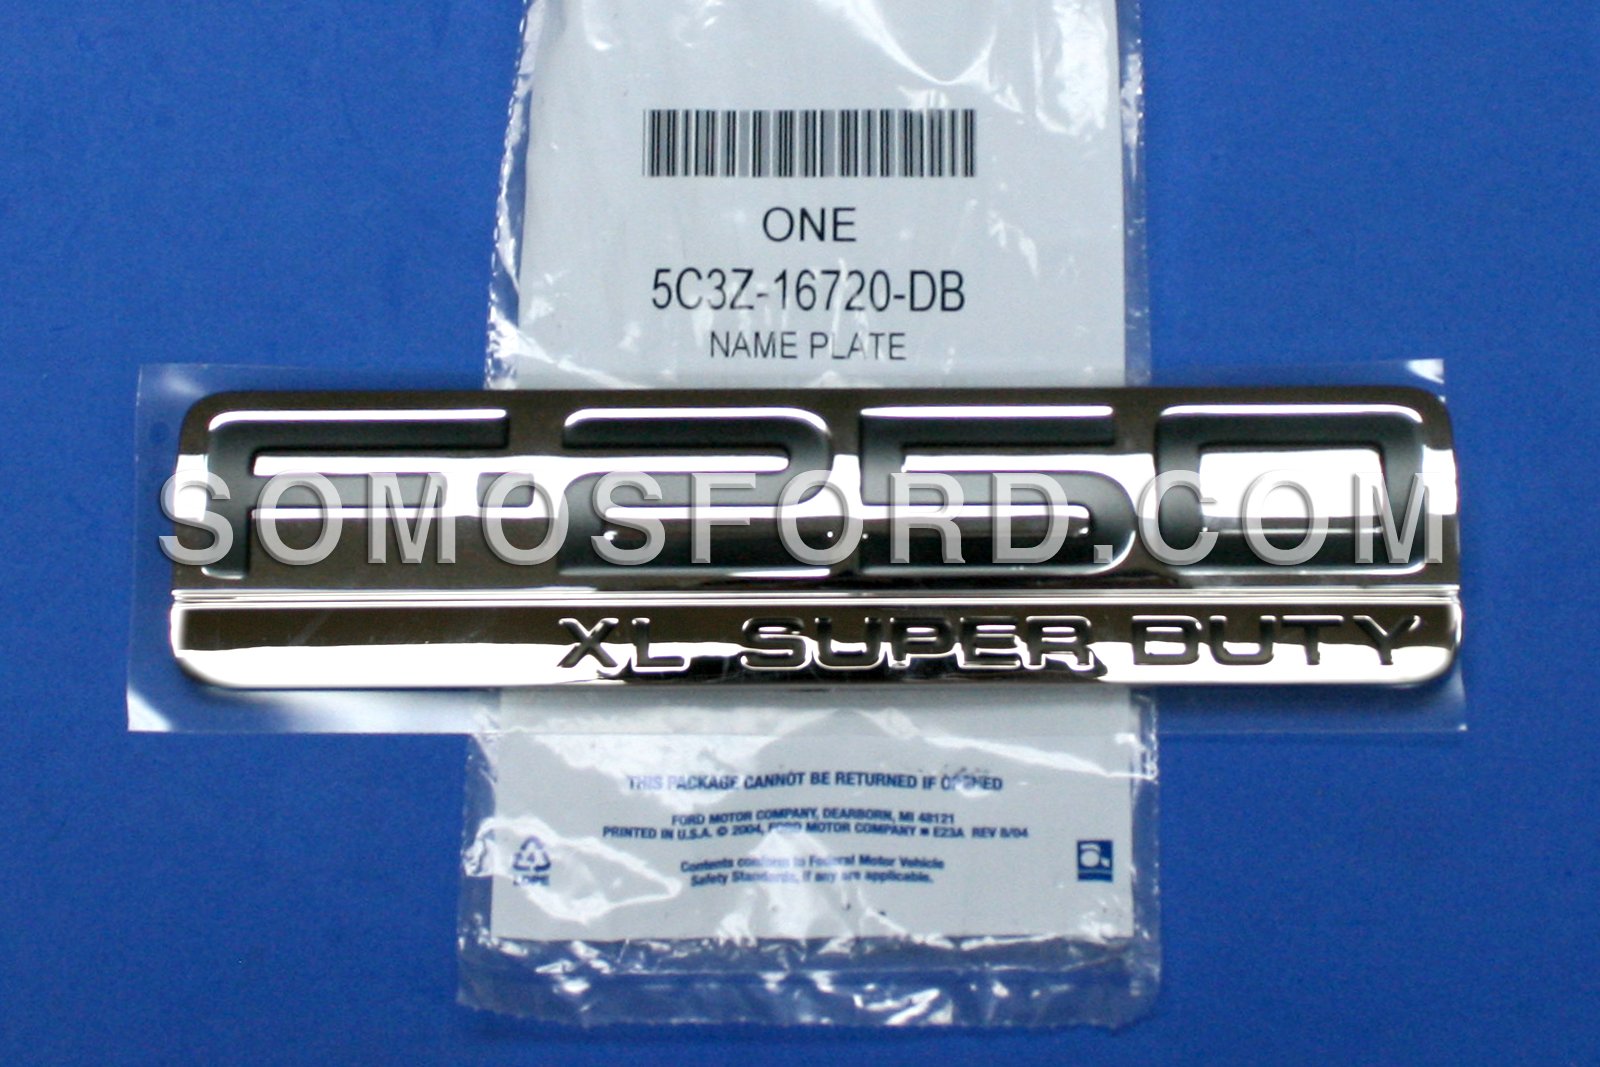 ONE
5C3Z-16720-DB
NAME PLATE
F250
SOMOSFORD.COM
XL SUPER DUTY
THIS PACKAGE CANNOT BE RETURNED IF OPENED
FORD MOTOR COMPANY, DEARBORN, MI 48121
PRINTED IN U.S.A. © 2004, FORD MOTOR COMPANY ■ E23A REV 8/04
4
LDPE
Contents conform to Federal Motor Vehicle
Safety Standards, if any are applicable.